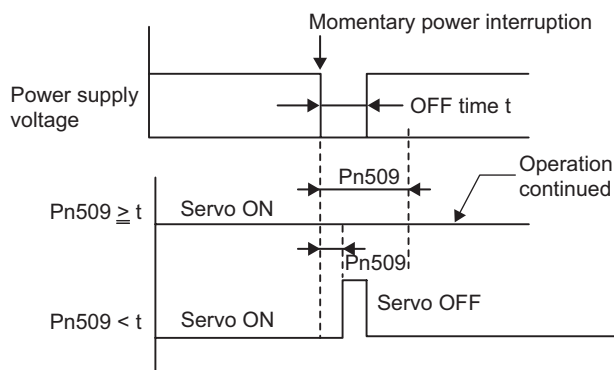 Momentary power interruption
Power supply
voltage
OFF time t
Operation
continued
Pn509
Pn509 ≥ t
Servo ON
Pn509
Pn509 < t
Servo ON
Servo OFF